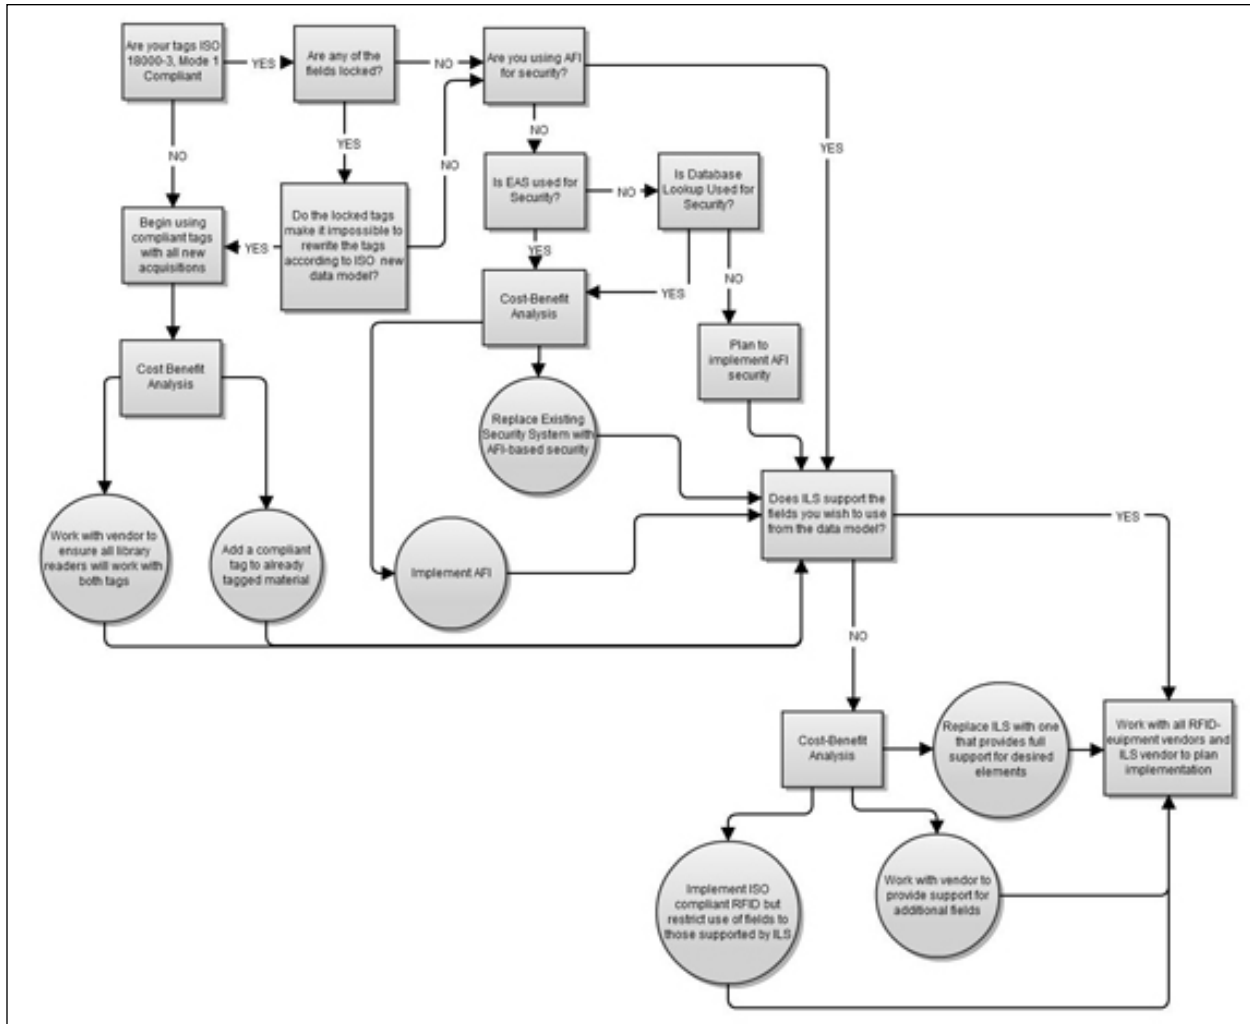 Are your tags ISO
18000-3, Mode 1
Compliant
YES
Are any of the
fields locked?
NO
Are you using AFI
for security?
YES
NO
YES
NO
NO
Is EAS used for
Security?
NO
Is Database
Lookup Used for
Security?
Begin using
compliant tags
with all new
acquisitions
YES
Do the locked tags
make it impossible to
rewrite the tags
according to ISO new
data model?
YES
NO
YES
Cost-Benefit
Analysis
Cost Benefit
Analysis
Plan to
implement AFI
security
Replace Existing
Security System with
AFI-based security
Does ILS support the
fields you wish to use
from the data model?
YES
Work with vendor to
ensure all library
readers will work with
both tags
Add a compliant
tag to already
tagged material
Implement AFI
NO
Cost-Benefit
Analysis
Replace ILS with one
that provides full
support for desired
elements
Work with all RFID-
euipment vendors and
ILS vendor to plan
implementation
Implement ISO
compliant RFID but
restrict use of fields to
those supported by ILS
Work with vendor to
provide support for
additional fields